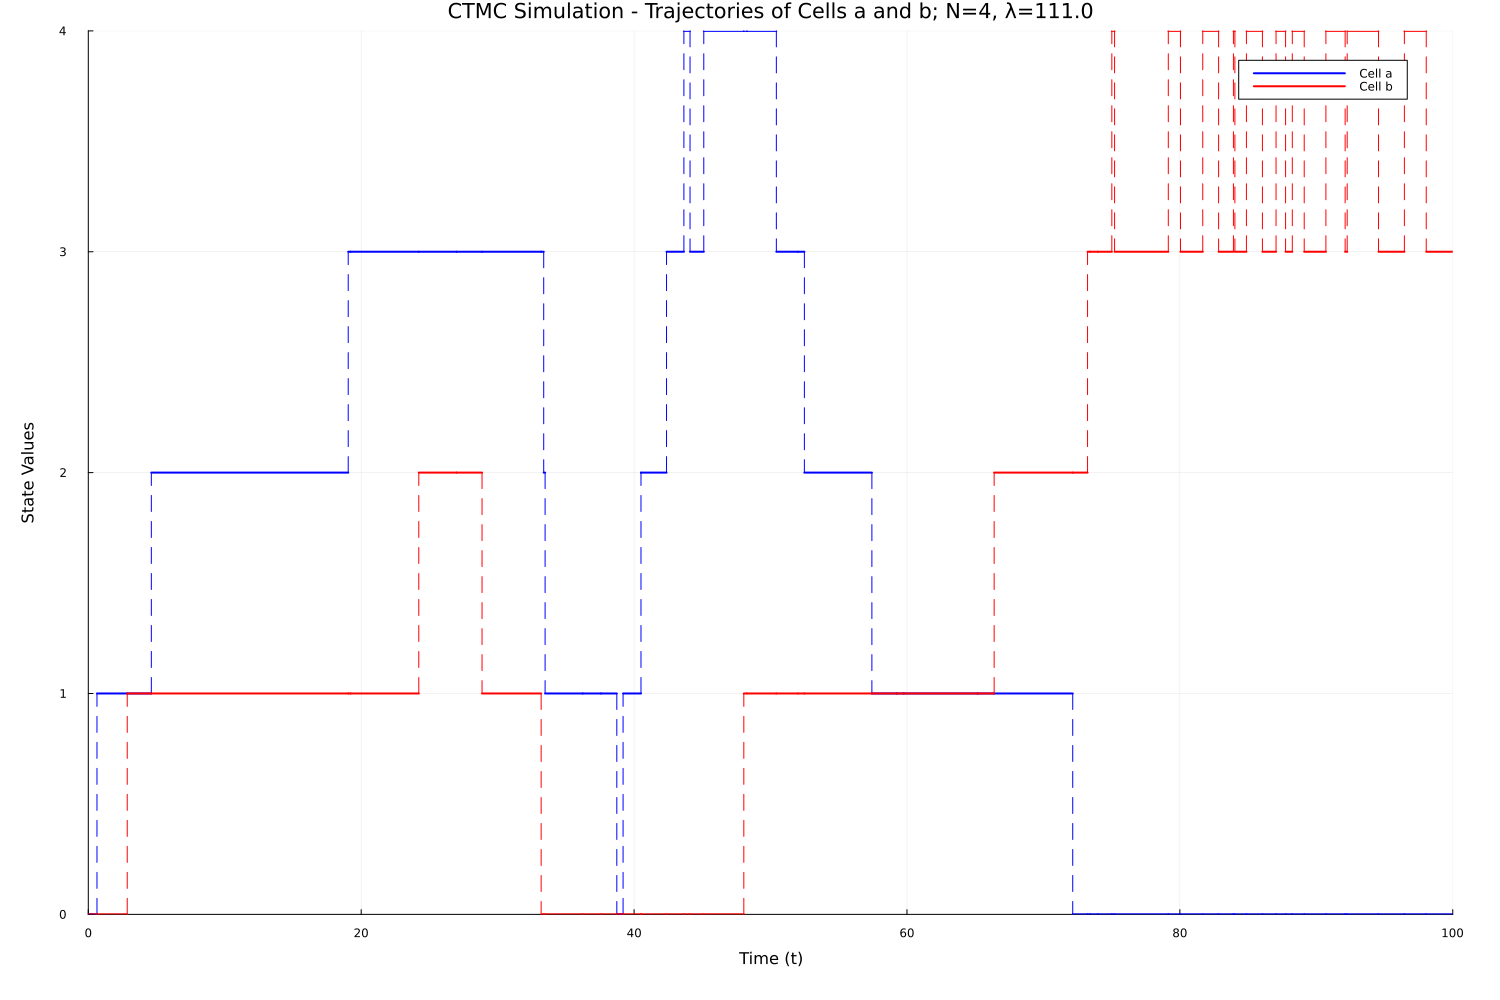 CTMC Simulation - Trajectories of Cells a and b; N=4, λ=111.0
4
Cell a
Cell b
3
State Values
2
1
0
0 20 40 60 80 100
Time (t)